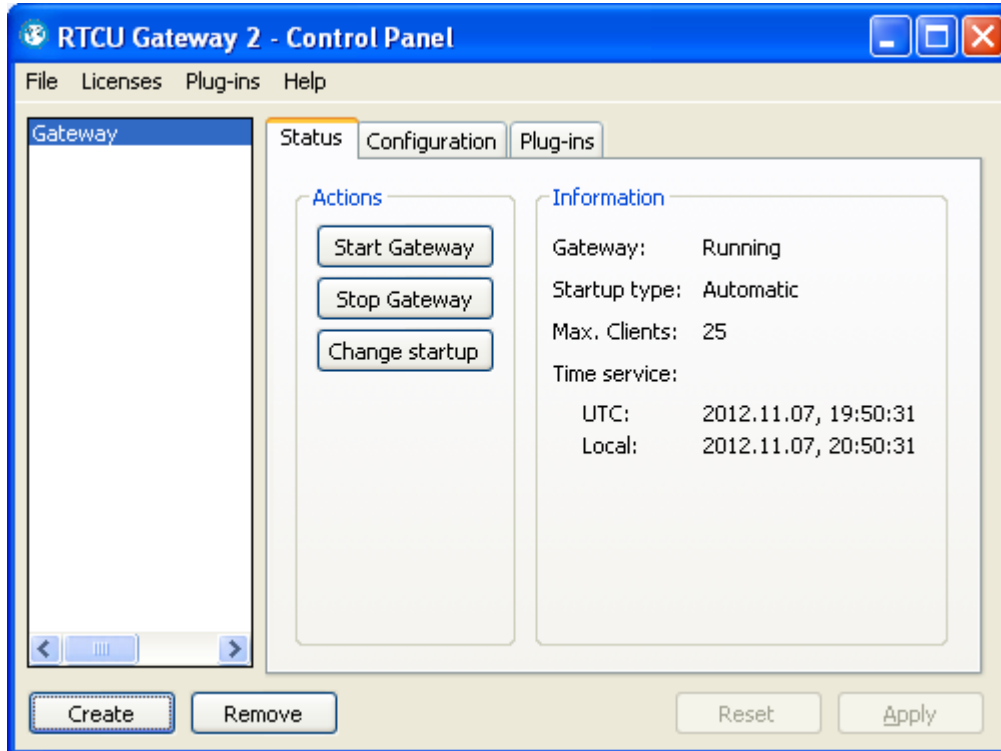 RTCU Gateway 2 - Control Panel
File Licenses Plug-ins Help
Gateway
Status Configuration Plug-ins
Actions
Start Gateway
Stop Gateway
Change startup
Information
Gateway: Running
Startup type: Automatic
Max. Clients: 25
Time service:
UTC: 2012.11.07, 19:50:31
Local: 2012.11.07, 20:50:31
Create Remove Reset Apply